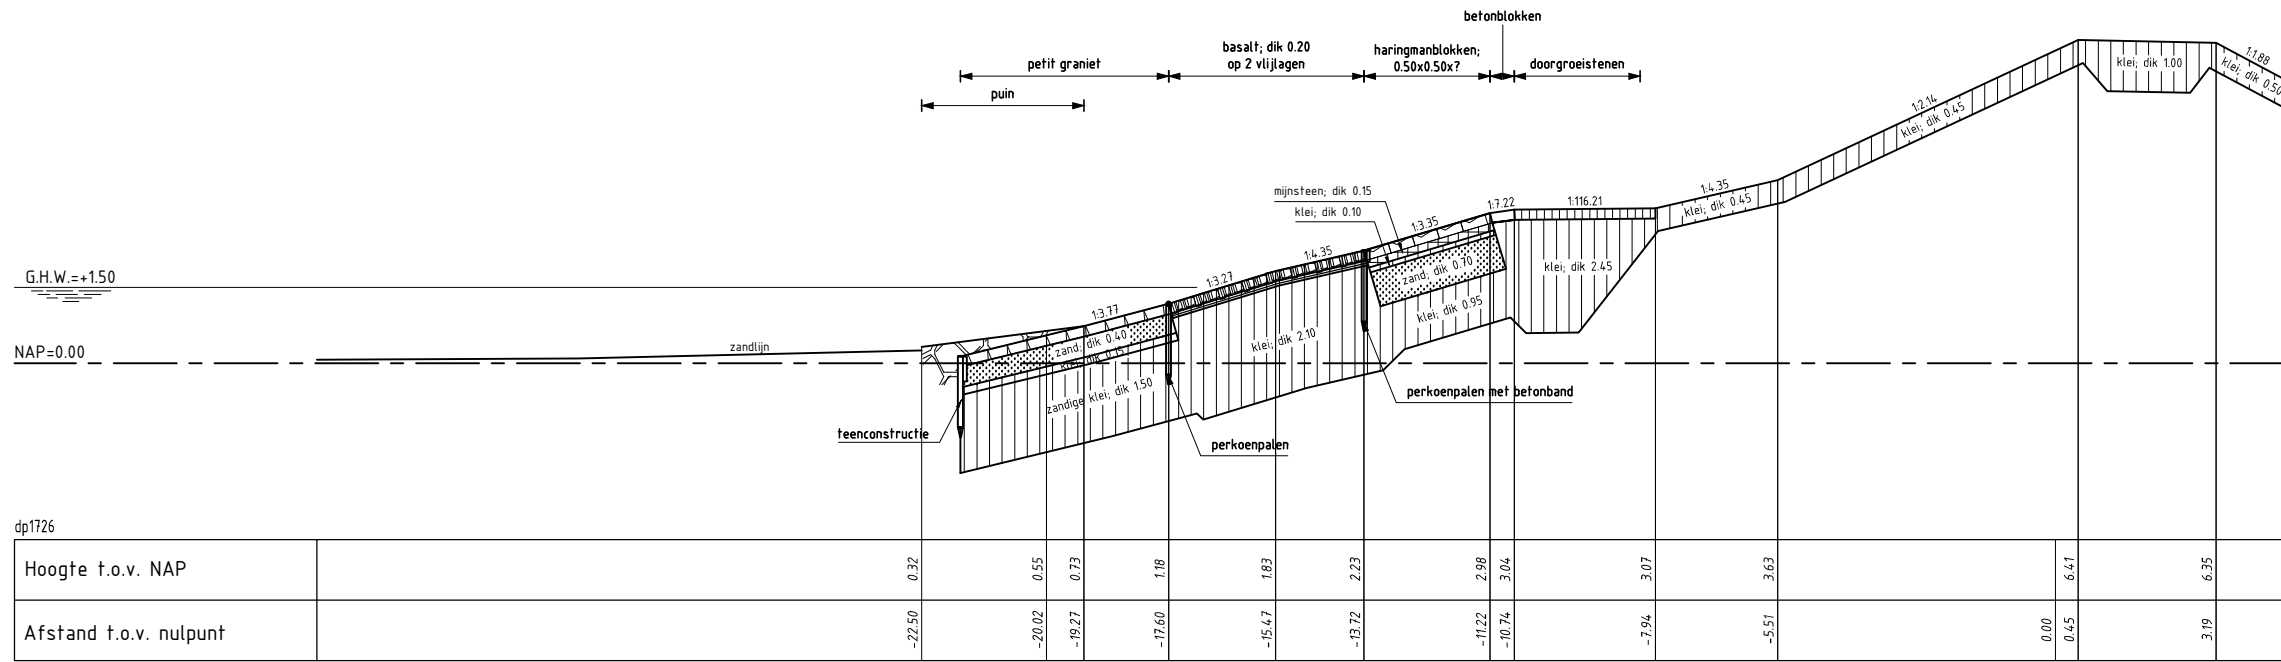 betonblokken
basalt; dik 0.20
op 2 vlijlagen
haringmanblokken;
0.50x0.50x?
petit graniet
doorgroeistenen
puin
1:1.88
klei; dik 0.50
klei; dik 1.00
1:2.14
klei; dik 0.45
mijnsteen; dik 0.15
klei; dik 0.10
1:4.35
klei; dik 0.45
1:7.22
1:116.21
1:3.35
1:4.35
1:3.27
zand; dik 0.70
klei; dik 2.45
G.H.W.=+1.50
1:3.77
klei; dik 0.95
zand; dik 0.40
klei; dik 0.15
klei; dik 2.10
NAP=0.00
zandlijn
zandige klei; dik 1.50
perkoenpalen met betonband
teenconstructie
perkoenpalen
dp1726
Hoogte t.o.v. NAP 0.32 0.55 0.73 1.18 1.83 2.23 2.98 3.04 3.07 3.63 6.41 6.35
Afstand t.o.v. nulpunt -22.50 -20.02 -19.27 -17.60 -15.47 -13.72 -11.22 -10.74 -7.94 -5.51 0.00 0.45 3.19